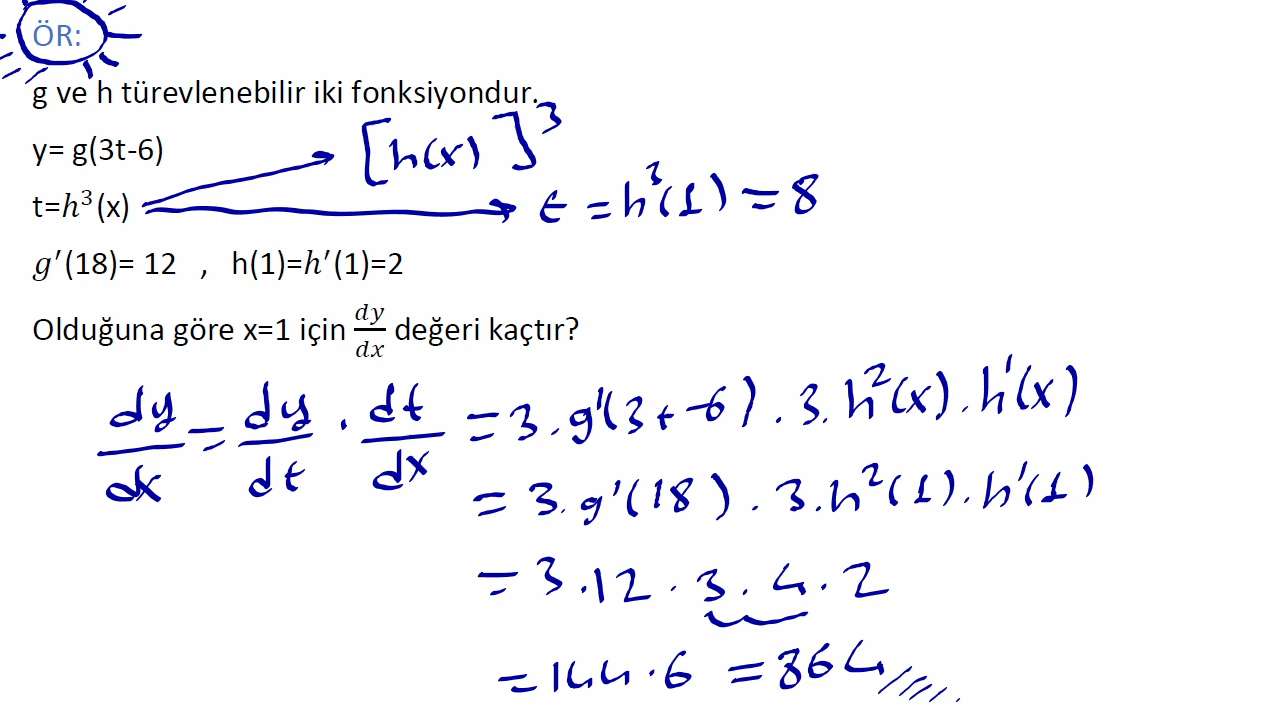 ÖR:
g ve h türevlenebilir iki fonksiyondur.
y= g(3t-6)
[h(x)]³
t=h³(x)
t = h³(1) = 8
g′(18)= 12 , h(1)=h′(1)=2
Olduğuna göre x=1 için dy/dx değeri kaçtır?
dy/dx = dy/dt · dt/dx = 3.g'(3t-6) . 3.h²(x).h'(x)
= 3.g'(18) . 3.h²(1).h'(1)
= 3.12 . 3.4.2
= 144.6 = 864